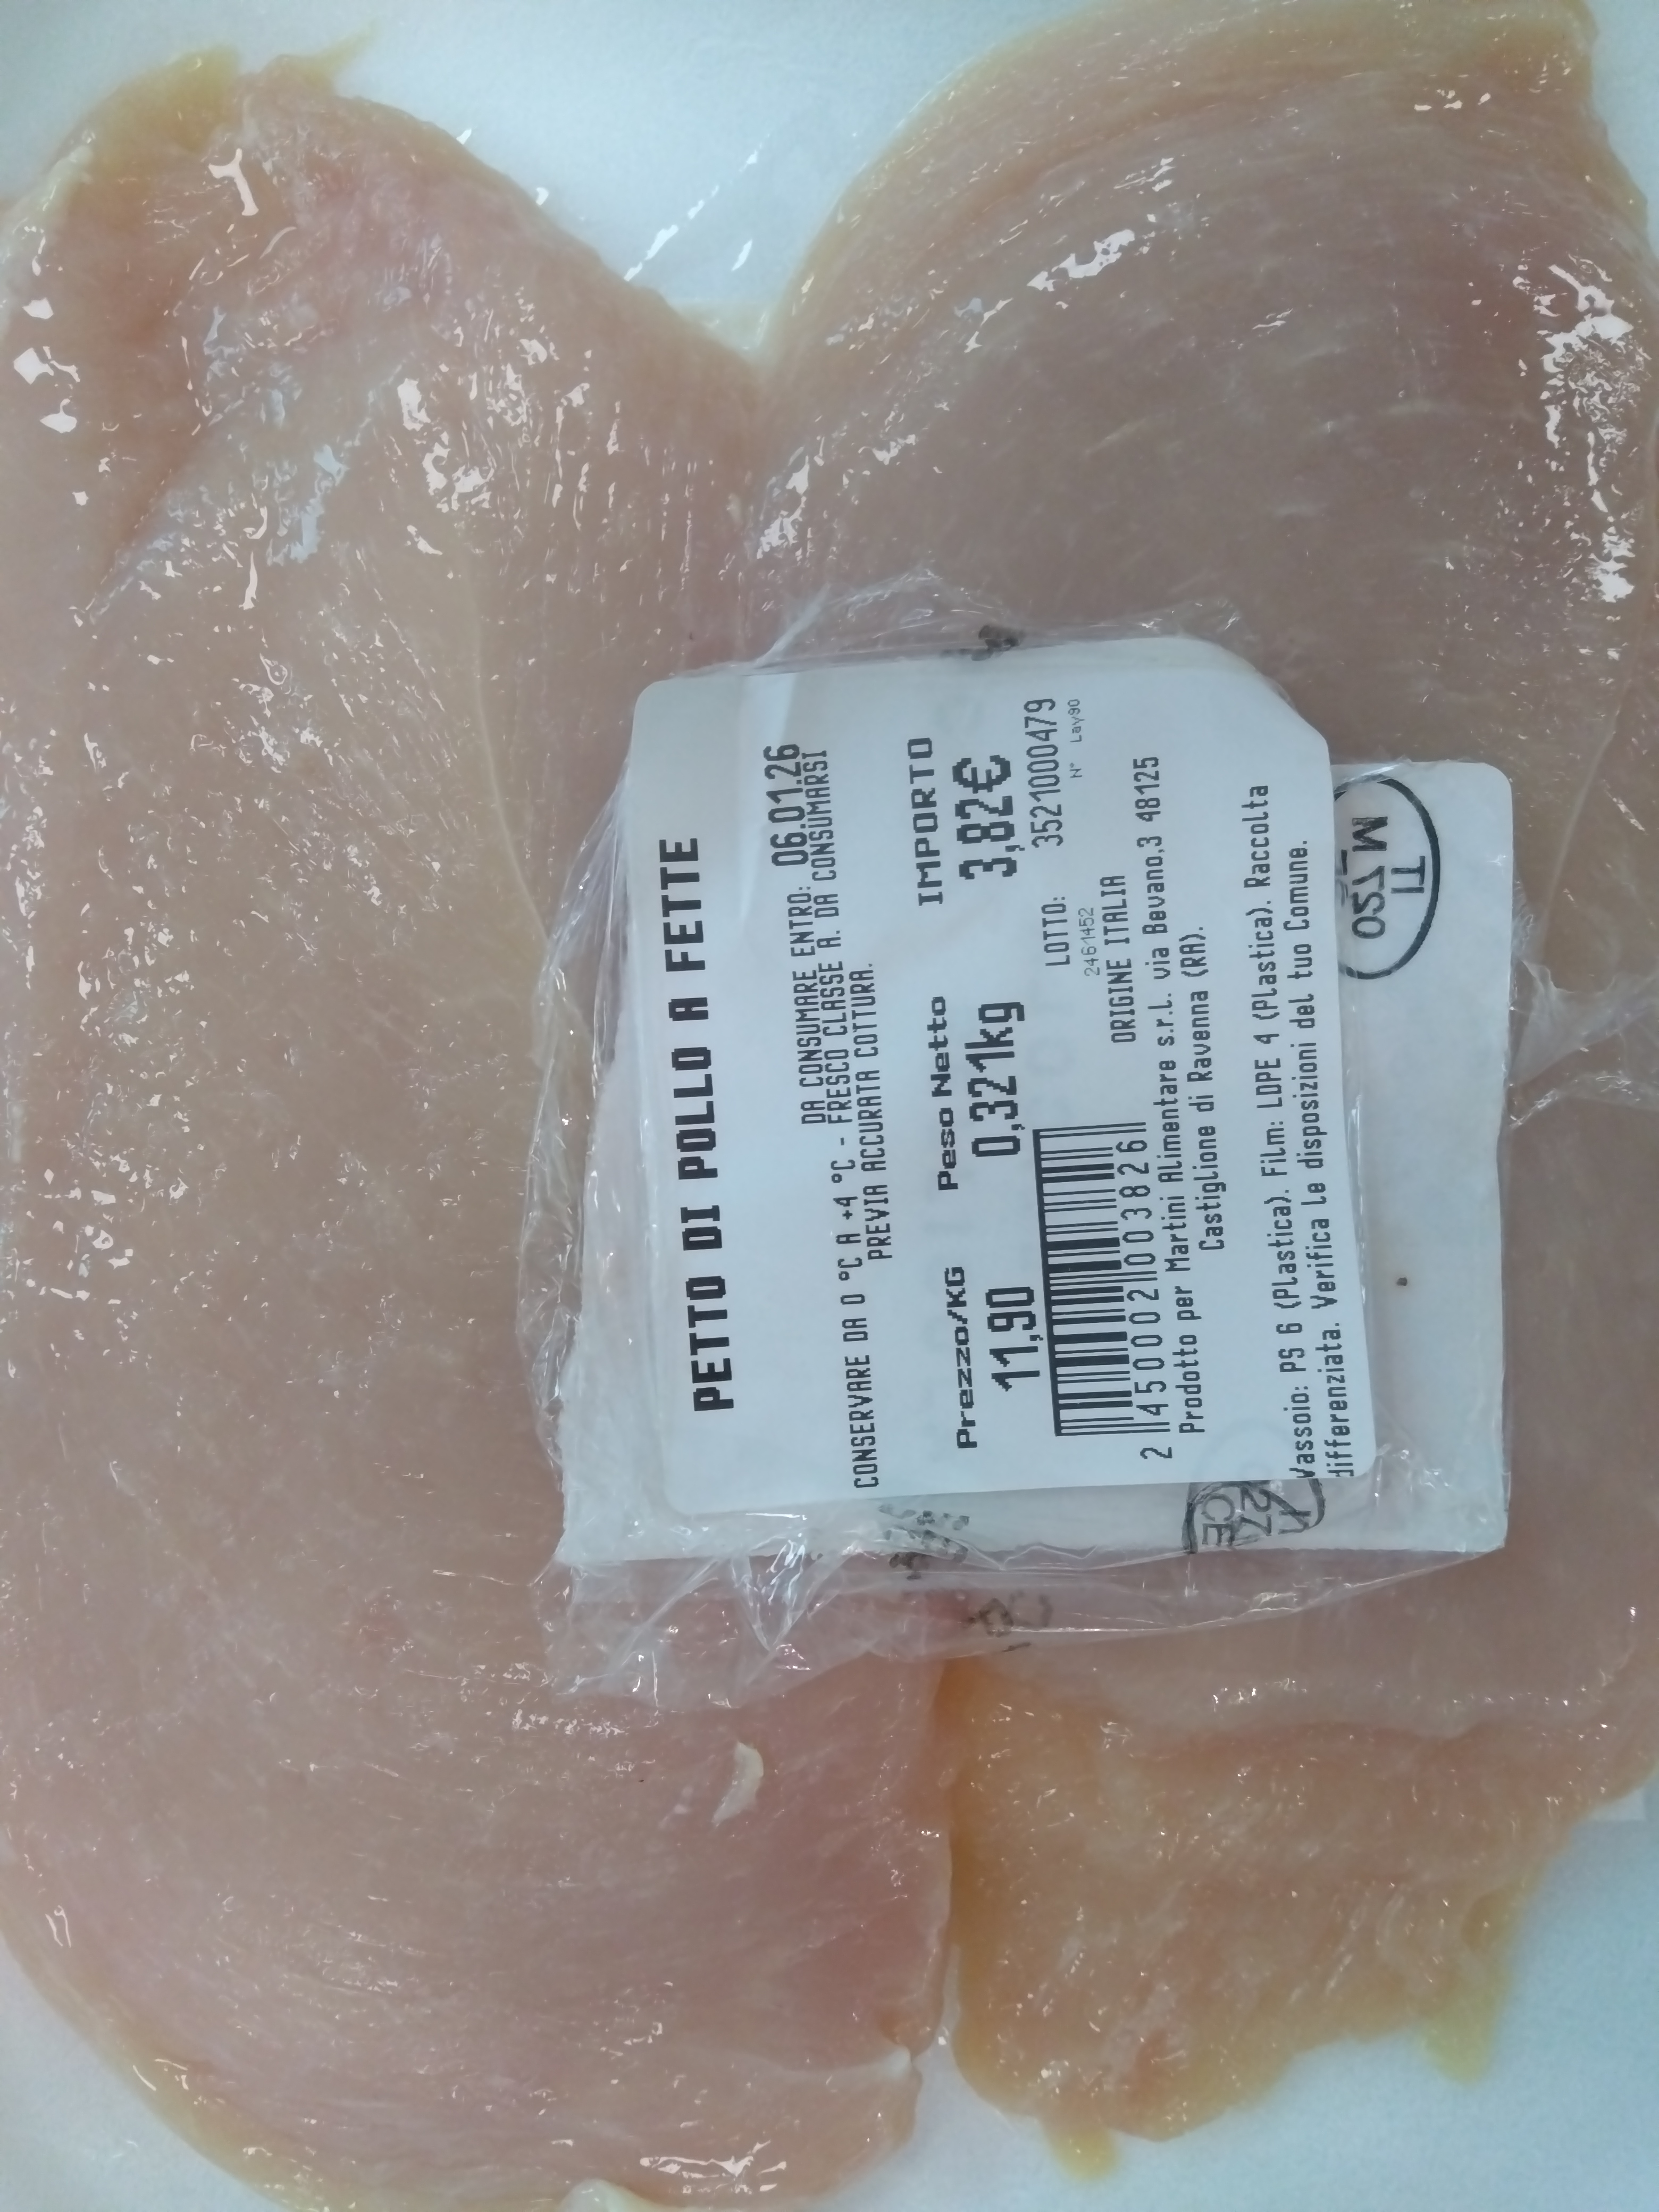 PETTO DI POLLO A FETTE
DA CONSUMARE ENTRO: 06.01.26
CONSERVARE DA 0 °C A +4 °C - FRESCO CLASSE A. DA CONSUMARSI
PREVIA ACCURATA COTTURA.
Prezzo/KG Peso Netto IMPORTO
11,90 0,321kg 3,82€
LOTTO: 3521000479
2461452 N° Lay90
ORIGINE ITALIA
2 450002 003826
Prodotto per Martini Alimentare s.r.l. via Bevano,3 48125
Castiglione di Ravenna (RA).
Vassoio: PS 6 (Plastica). Film: LDPE 4 (Plastica). Raccolta
differenziata. Verifica le disposizioni del tuo Comune.
IT
CE